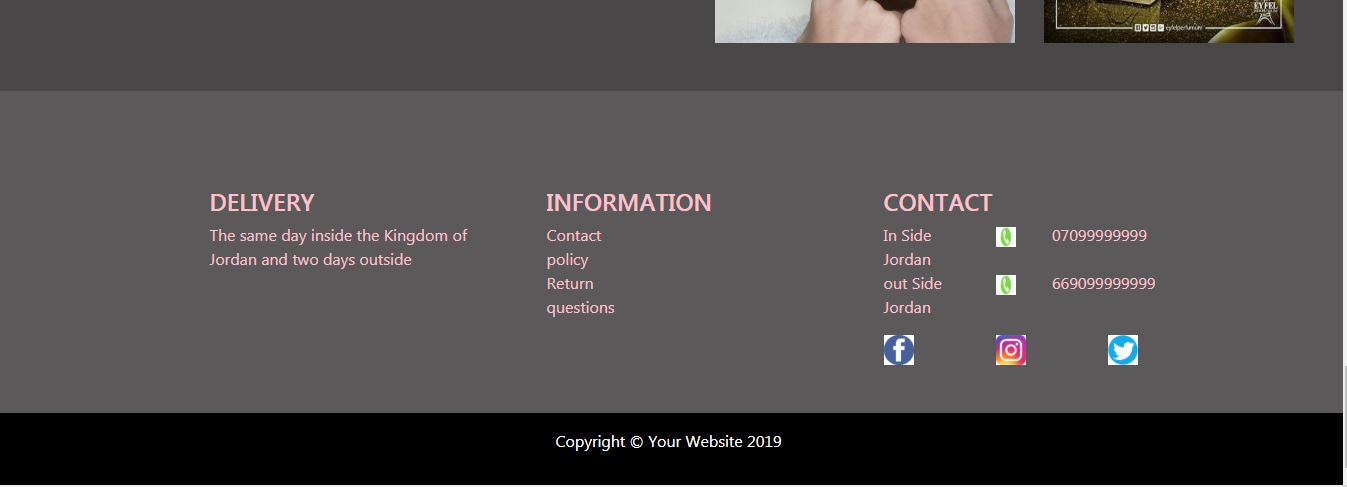 EYFEL
eyfelperfumum
DELIVERY
The same day inside the Kingdom of
Jordan and two days outside
INFORMATION
Contact
policy
Return
questions
CONTACT
In Side
Jordan
07099999999
out Side
Jordan
669099999999
Copyright © Your Website 2019